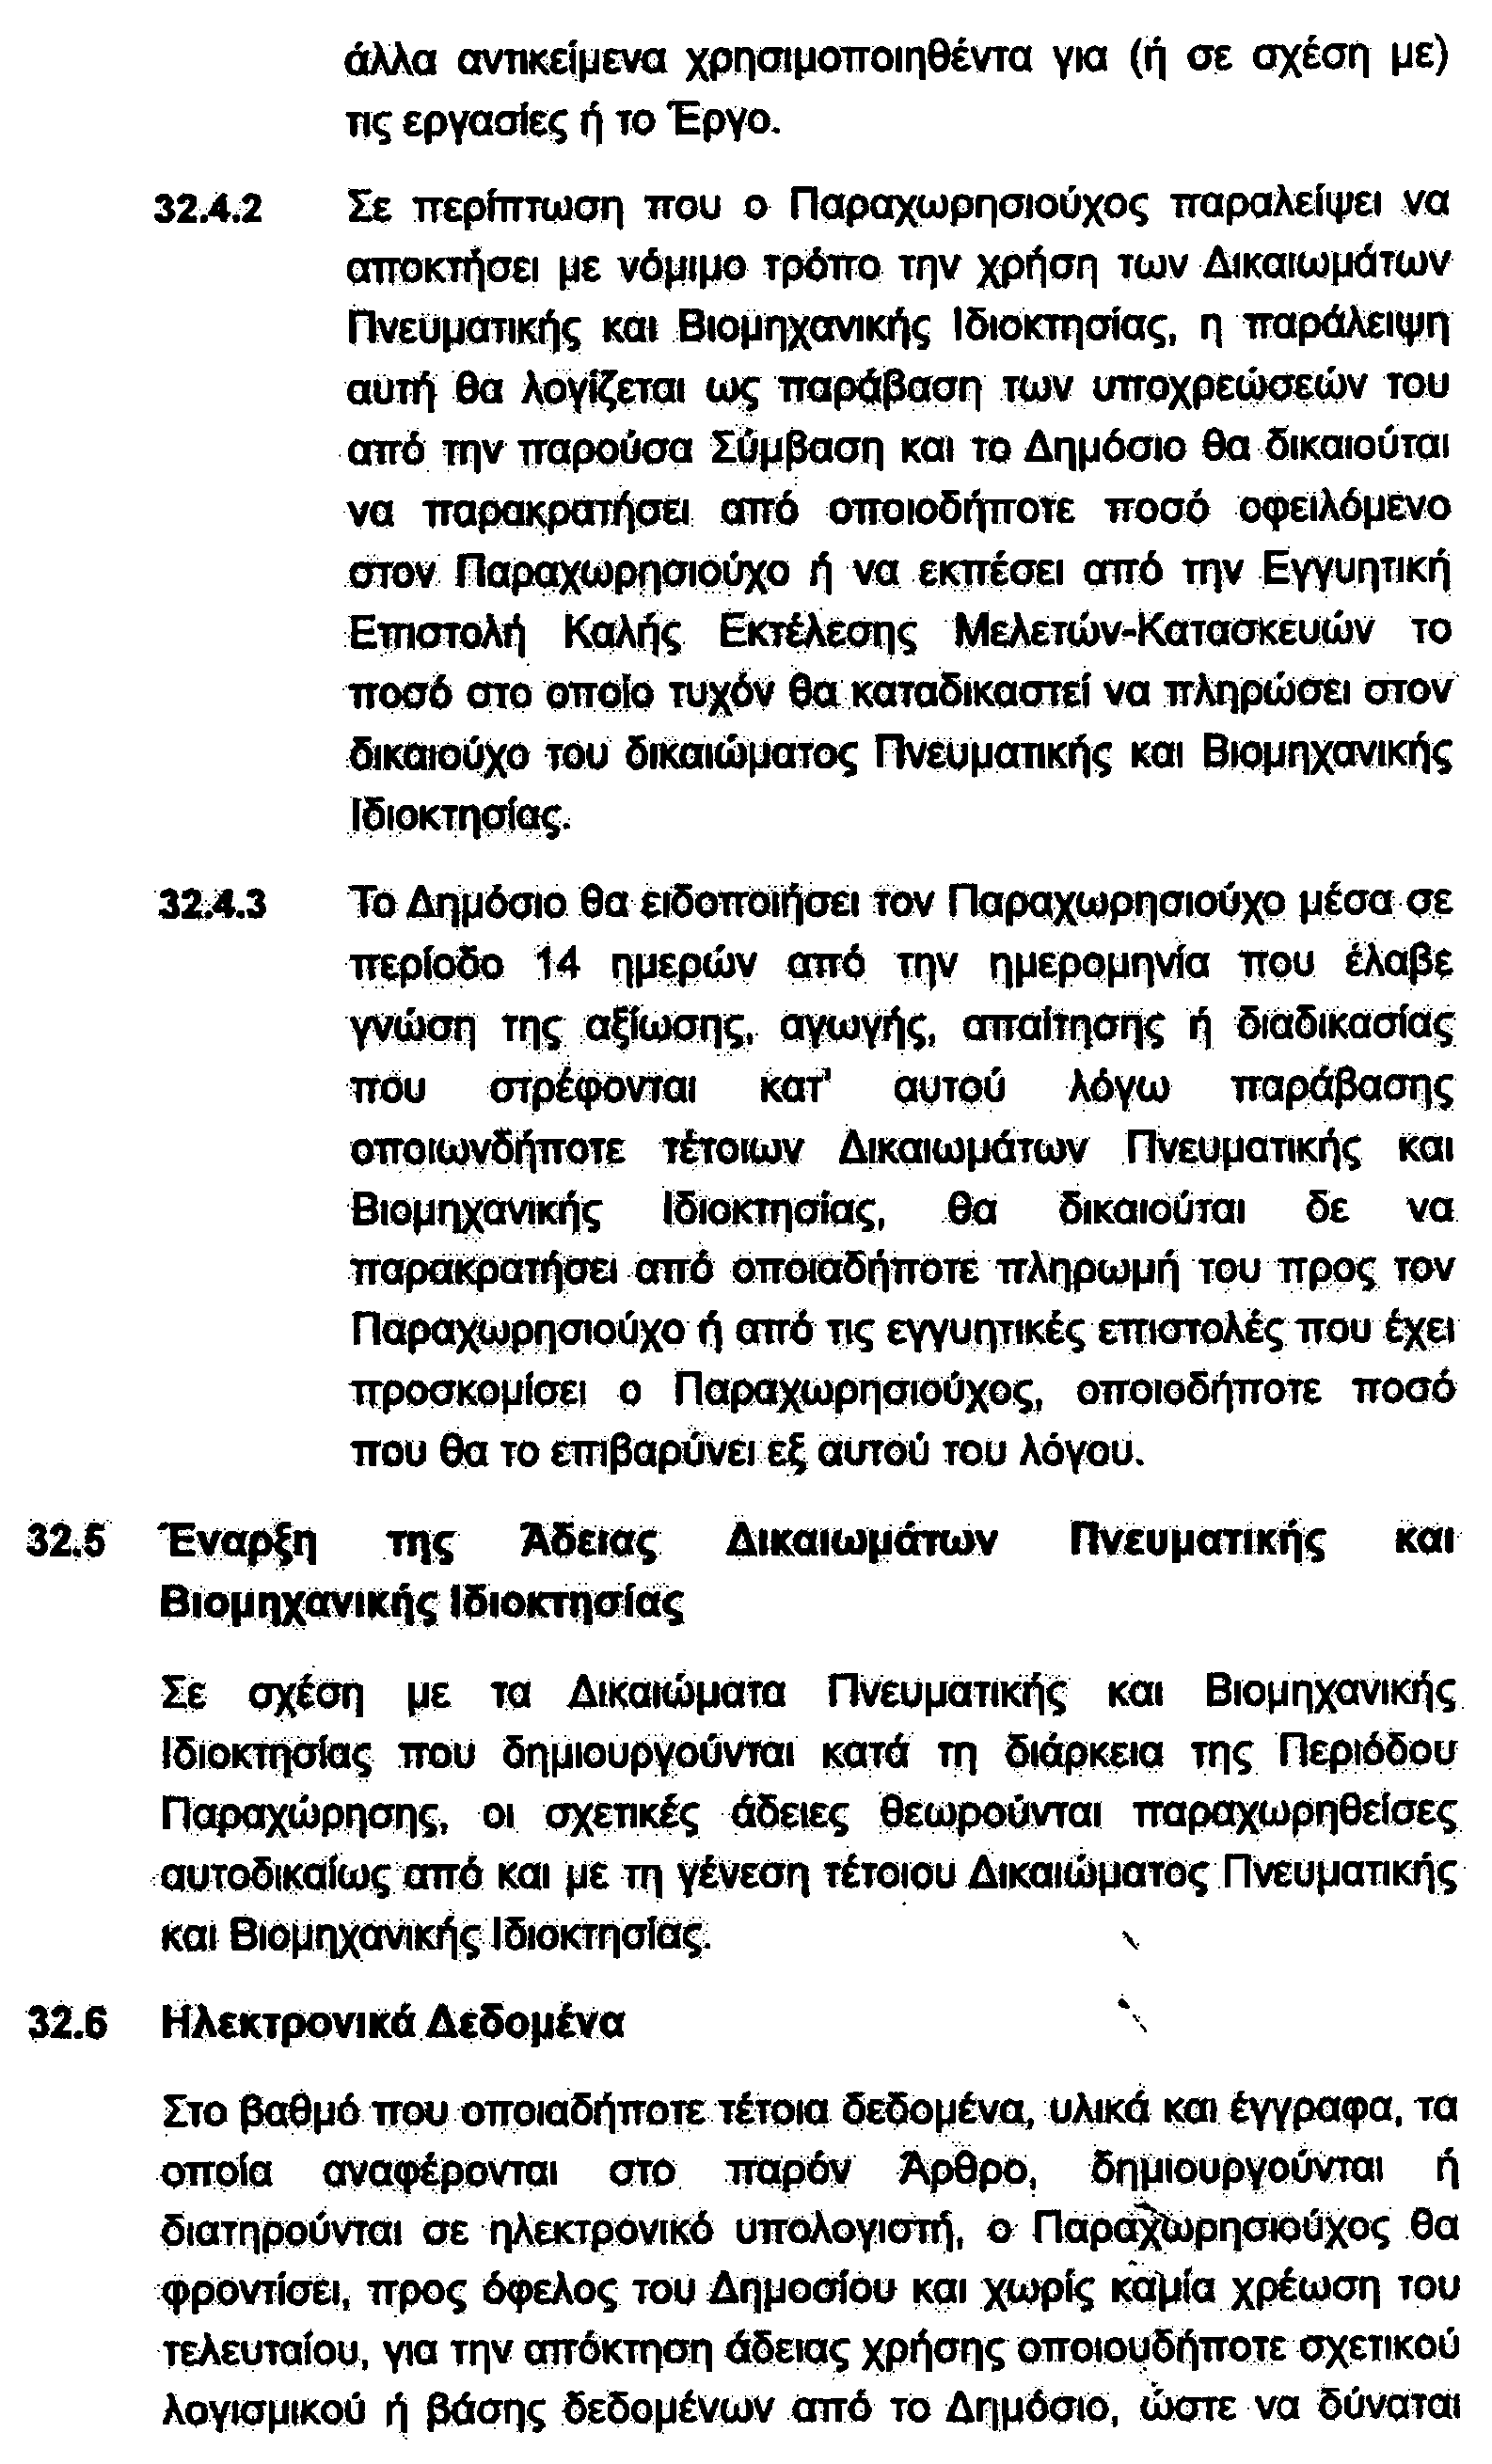 άλλα αντικείμενα χρησιμοποιηθέντα για (ή σε σχέση με)
τις εργασίες ή το Έργο.
32.4.2 Σε περίπτωση που ο Παραχωρησιούχος παραλείψει να
αποκτήσει με νόμιμο τρόπο την χρήση των Δικαιωμάτων
Πνευματικής και Βιομηχανικής Ιδιοκτησίας, η παράλειψη
αυτή θα λογίζεται ως παράβαση των υποχρεώσεών του
από την παρούσα Σύμβαση και το Δημόσιο θα δικαιούται
να παρακρατήσει από οποιοδήποτε ποσό οφειλόμενο
στον Παραχωρησιούχο ή να εκπέσει από την Εγγυητική
Επιστολή Καλής Εκτέλεσης Μελετών-Κατασκευών το
ποσό στο οποίο τυχόν θα καταδικαστεί να πληρώσει στον
δικαιούχο του δικαιώματος Πνευματικής και Βιομηχανικής
Ιδιοκτησίας.
32.4.3 Το Δημόσιο θα ειδοποιήσει τον Παραχωρησιούχο μέσα σε
περίοδο 14 ημερών από την ημερομηνία που έλαβε
γνώση της αξίωσης, αγωγής, απαίτησης ή διαδικασίας
που στρέφονται κατ' αυτού λόγω παράβασης
οποιωνδήποτε τέτοιων Δικαιωμάτων Πνευματικής και
Βιομηχανικής Ιδιοκτησίας, θα δικαιούται δε να
παρακρατήσει από οποιαδήποτε πληρωμή του προς τον
Παραχωρησιούχο ή από τις εγγυητικές επιστολές που έχει
προσκομίσει ο Παραχωρησιούχος, οποιοδήποτε ποσό
που θα το επιβαρύνει εξ αυτού του λόγου.
32.5 Έναρξη της Άδειας Δικαιωμάτων Πνευματικής και
Βιομηχανικής Ιδιοκτησίας
Σε σχέση με τα Δικαιώματα Πνευματικής και Βιομηχανικής
Ιδιοκτησίας που δημιουργούνται κατά τη διάρκεια της Περιόδου
Παραχώρησης, οι σχετικές άδειες θεωρούνται παραχωρηθείσες
αυτοδικαίως από και με τη γένεση τέτοιου Δικαιώματος Πνευματικής
και Βιομηχανικής Ιδιοκτησίας.
32.6 Ηλεκτρονικά Δεδομένα
Στο βαθμό που οποιαδήποτε τέτοια δεδομένα, υλικά και έγγραφα, τα
οποία αναφέρονται στο παρόν Άρθρο, δημιουργούνται ή
διατηρούνται σε ηλεκτρονικό υπολογιστή, ο Παραχωρησιούχος θα
φροντίσει, προς όφελος του Δημοσίου και χωρίς καμία χρέωση του
τελευταίου, για την απόκτηση άδειας χρήσης οποιουδήποτε σχετικού
λογισμικού ή βάσης δεδομένων από το Δημόσιο, ώστε να δύναται